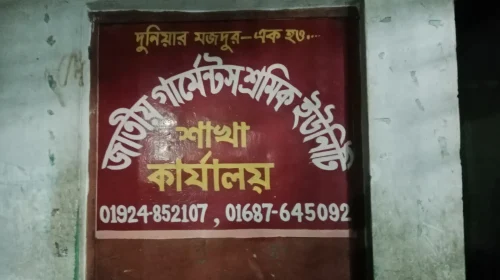 দুনিয়ার মজদুর-এক হও....
জাতীয় গার্মেন্টস শ্রমিক ইউনিটি
শাখা
কার্যালয়
01924-852107, 01687-645092